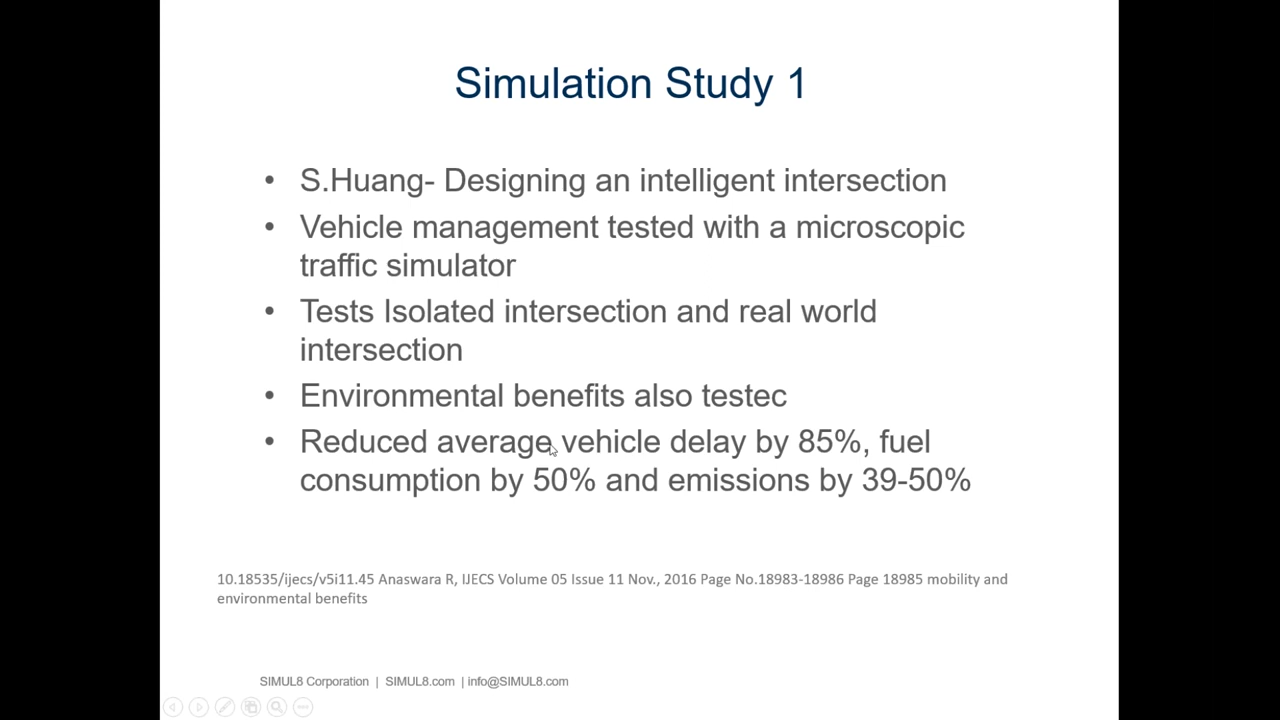 Simulation Study 1
• S.Huang- Designing an intelligent intersection
• Vehicle management tested with a microscopic
traffic simulator
• Tests Isolated intersection and real world
intersection
• Environmental benefits also testec
• Reduced average vehicle delay by 85%, fuel
consumption by 50% and emissions by 39-50%
10.18535/ijecs/v5i11.45 Anaswara R, IJECS Volume 05 Issue 11 Nov., 2016 Page No.18983-18986 Page 18985 mobility and
environmental benefits
SIMUL8 Corporation | SIMUL8.com | info@SIMUL8.com